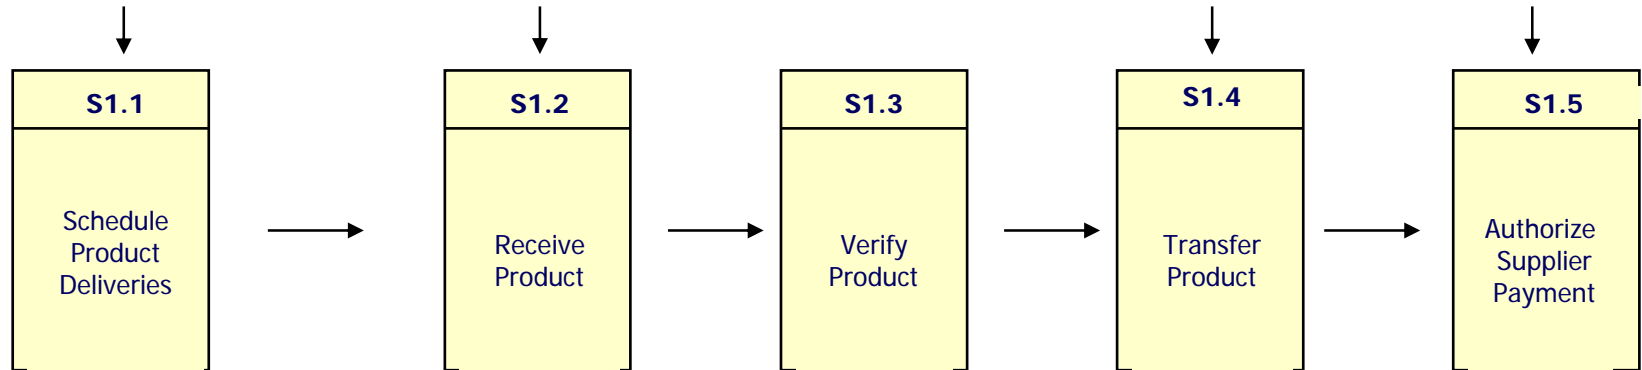 S1.1
S1.2
S1.3
S1.4
S1.5
Schedule
Product
Deliveries
Receive
Product
Verify
Product
Transfer
Product
Authorize
Supplier
Payment